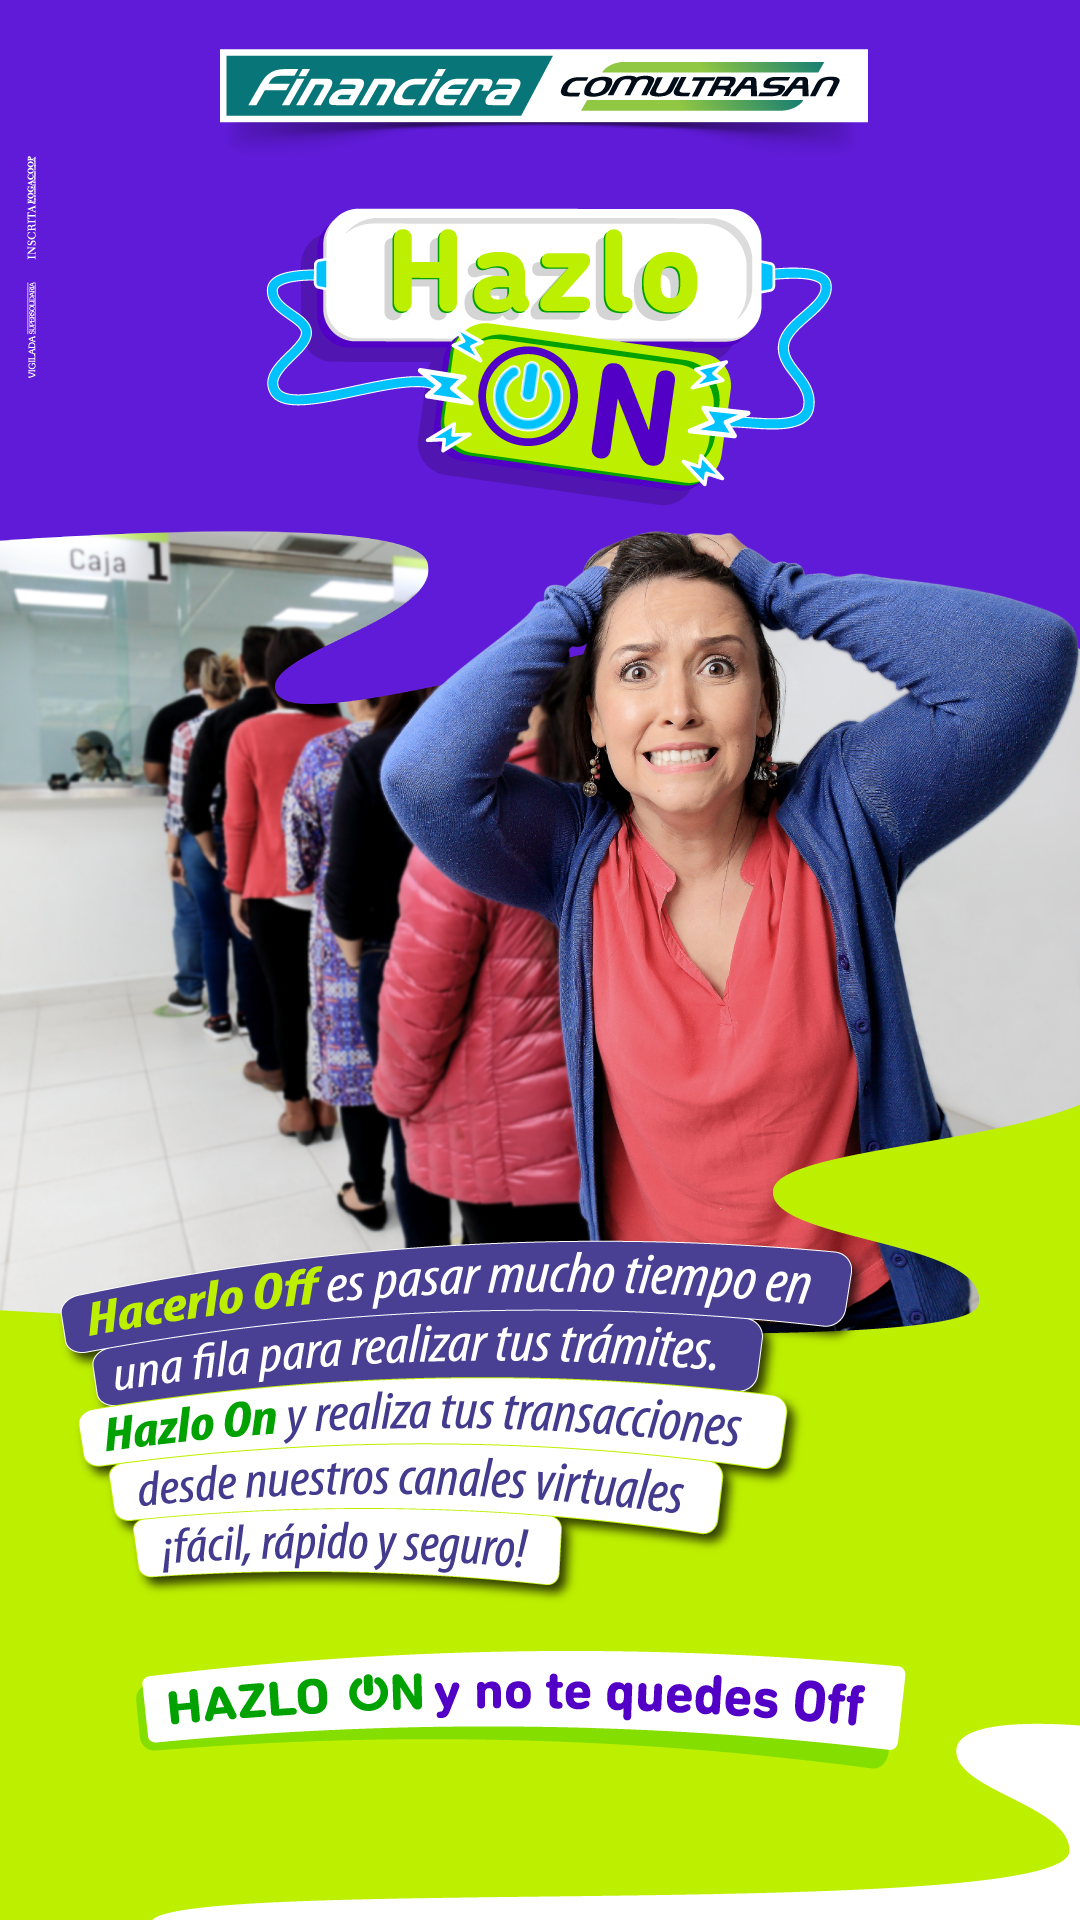 Financiera COMULTRASAN
VIGILADA SUPERSOLIDARIA INSCRITA FOGACOOP
Hazlo
ON
Caja 1
Hacerlo Off es pasar mucho tiempo en
una fila para realizar tus trámites.
Hazlo On y realiza tus transacciones
desde nuestros canales virtuales
¡fácil, rápido y seguro!
HAZLO ON y no te quedes Off